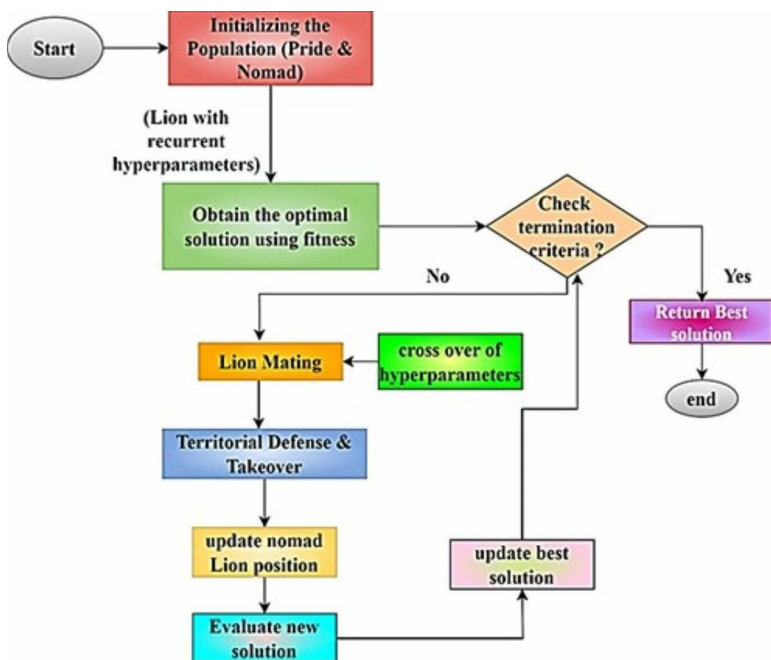 Start
Initializing the
Population (Pride &
Nomad)
(Lion with
recurrent
hyperparameters)
Obtain the optimal
solution using fitness
Check
termination
criteria ?
No
Yes
Return Best
solution
end
Lion Mating
cross over of
hyperparameters
Territorial Defense &
Takeover
update nomad
Lion position
Evaluate new
solution
update best
solution